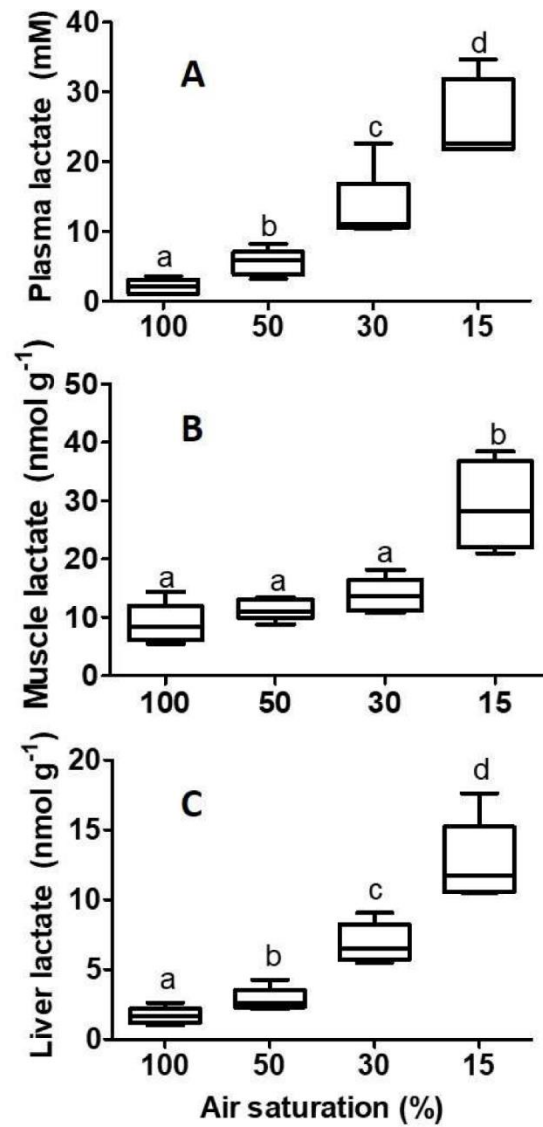 Plasma lactate (mM)
A
40
30
20
10
0
a
b
c
d
100 50 30 15
Muscle lactate (nmol g⁻¹)
B
50
40
30
20
10
0
a
a
a
b
100 50 30 15
Liver lactate (nmol g⁻¹)
C
20
15
10
5
0
a
b
c
d
100 50 30 15
Air saturation (%)